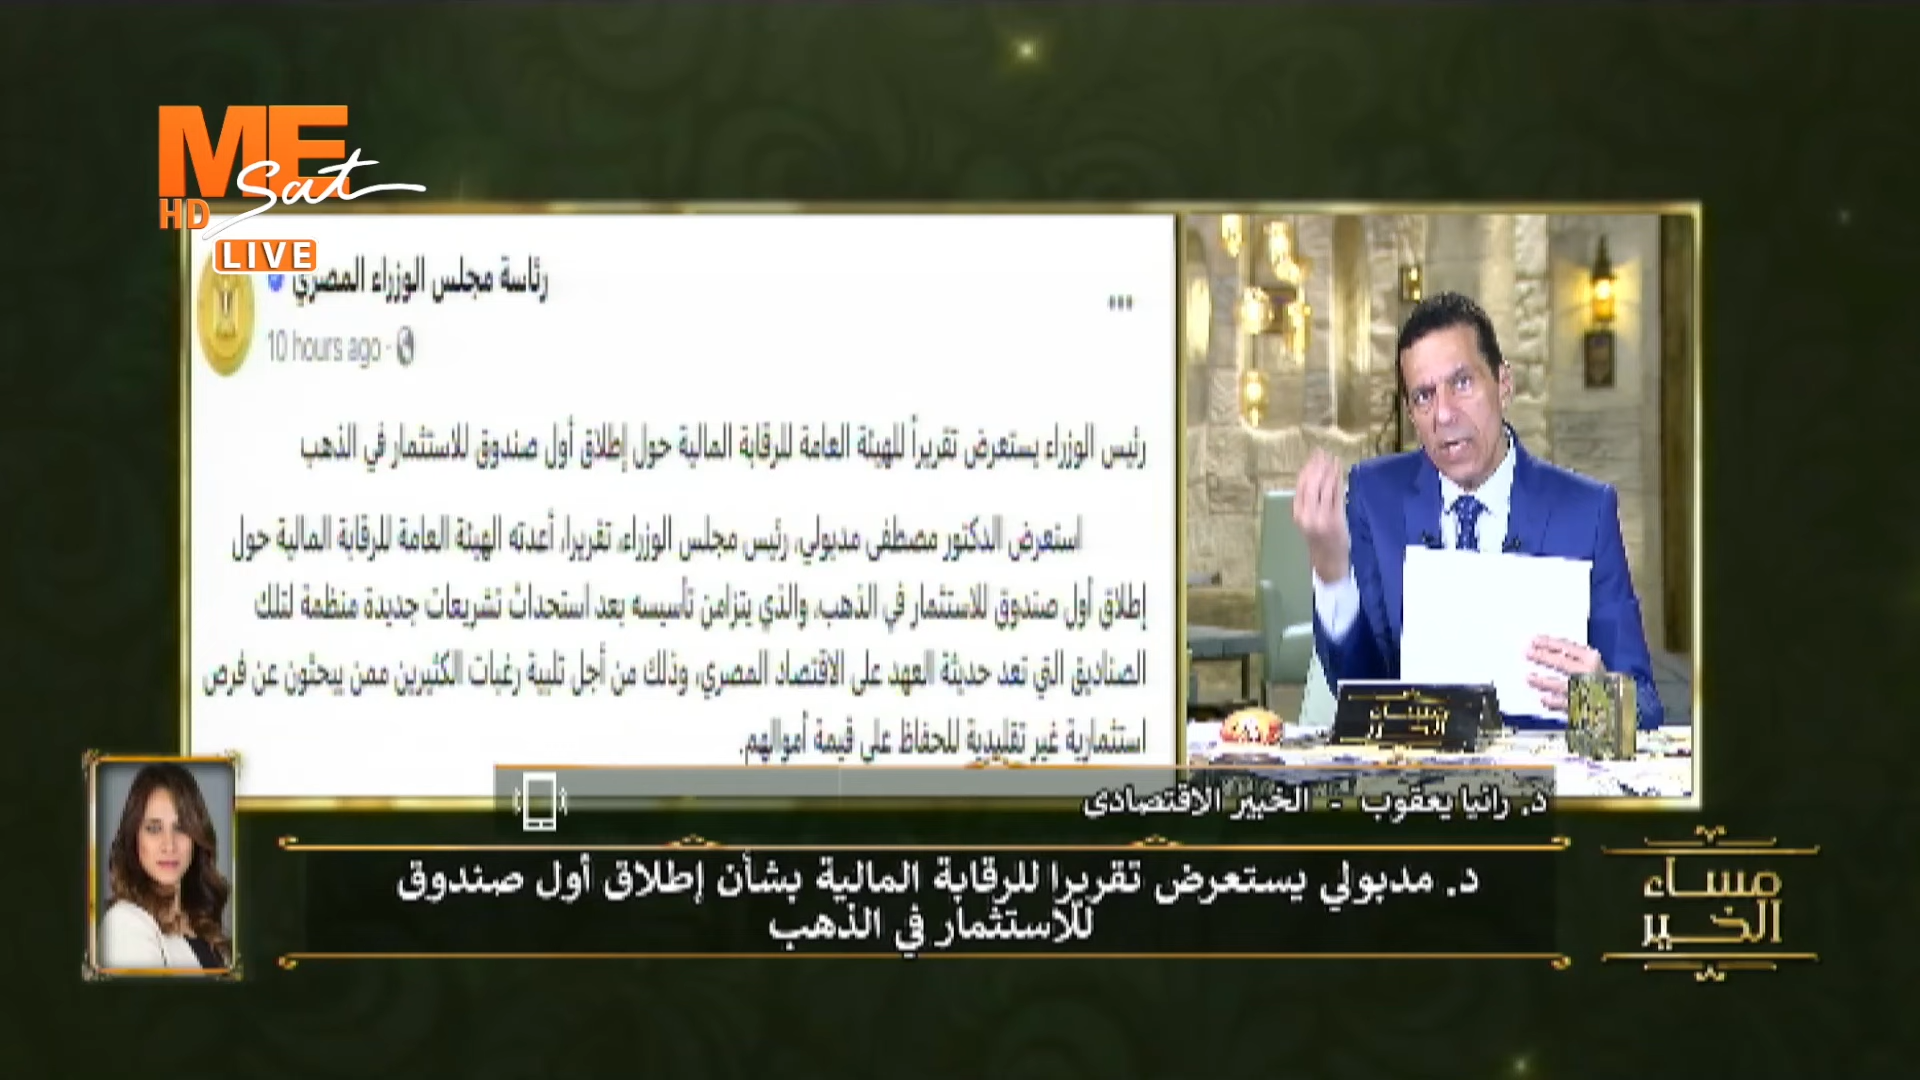 ME
Sat
HD
LIVE
رئاسة مجلس الوزراء المصري
10 hours ago ·
رئيس الوزراء يستعرض تقريراً للهيئة العامة للرقابة المالية حول إطلاق أول صندوق للاستثمار في الذهب
استعرض الدكتور مصطفى مدبولي، رئيس مجلس الوزراء، تقريرا، أعدته الهيئة العامة للرقابة المالية حول
إطلاق أول صندوق للاستثمار في الذهب، والذي يتزامن تأسيسه بعد استحداث تشريعات جديدة منظمة لتلك
الصناديق التي تعد حديثة العهد على الاقتصاد المصري، وذلك من أجل تلبية رغبات الكثيرين ممن يبحثون عن فرص
استثمارية غير تقليدية للحفاظ على قيمة أموالهم.
مساء
الخير
د. رانيا يعقوب - الخبير الاقتصادى
د. مدبولي يستعرض تقريرا للرقابة المالية بشأن إطلاق أول صندوق
للاستثمار في الذهب
مساء
الخير